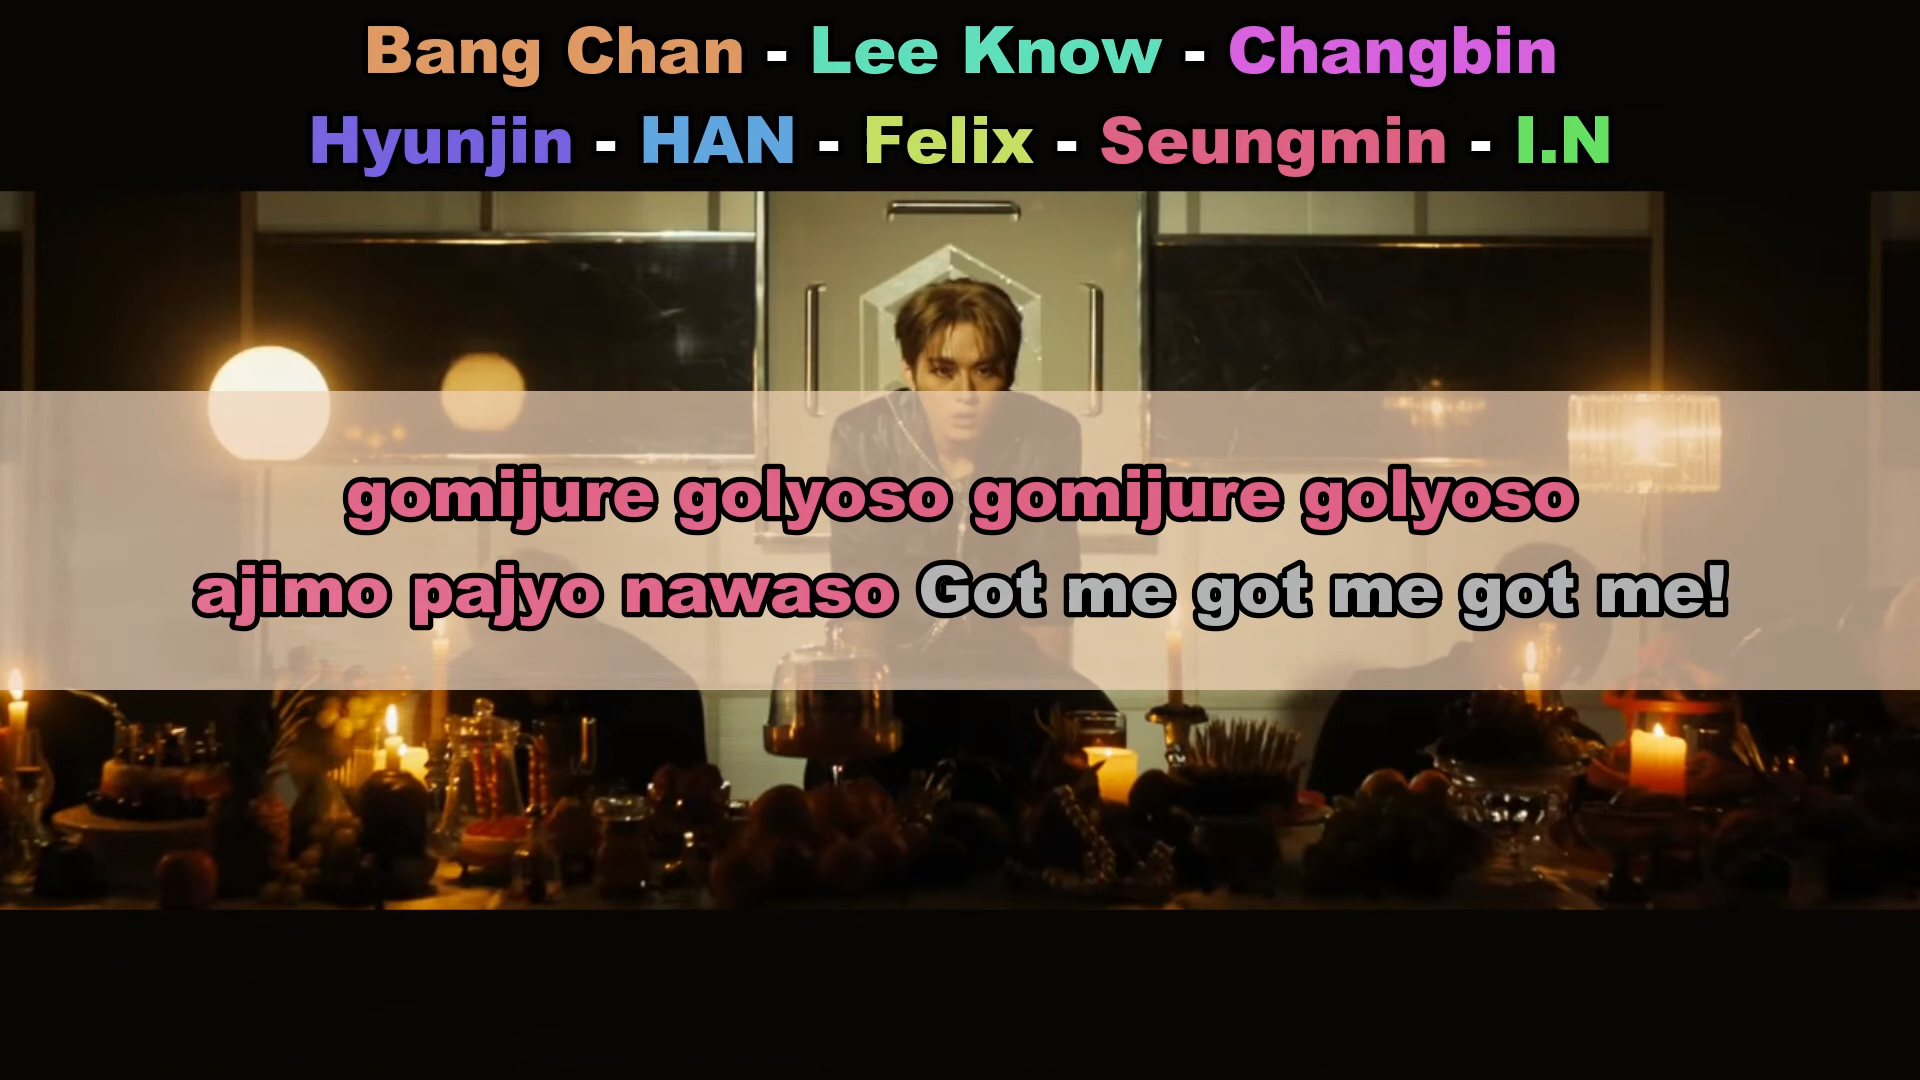 Bang Chan - Lee Know - Changbin
Hyunjin - HAN - Felix - Seungmin - I.N
gomijure golyoso gomijure golyoso
ajimo pajyo nawaso Got me got me got me!